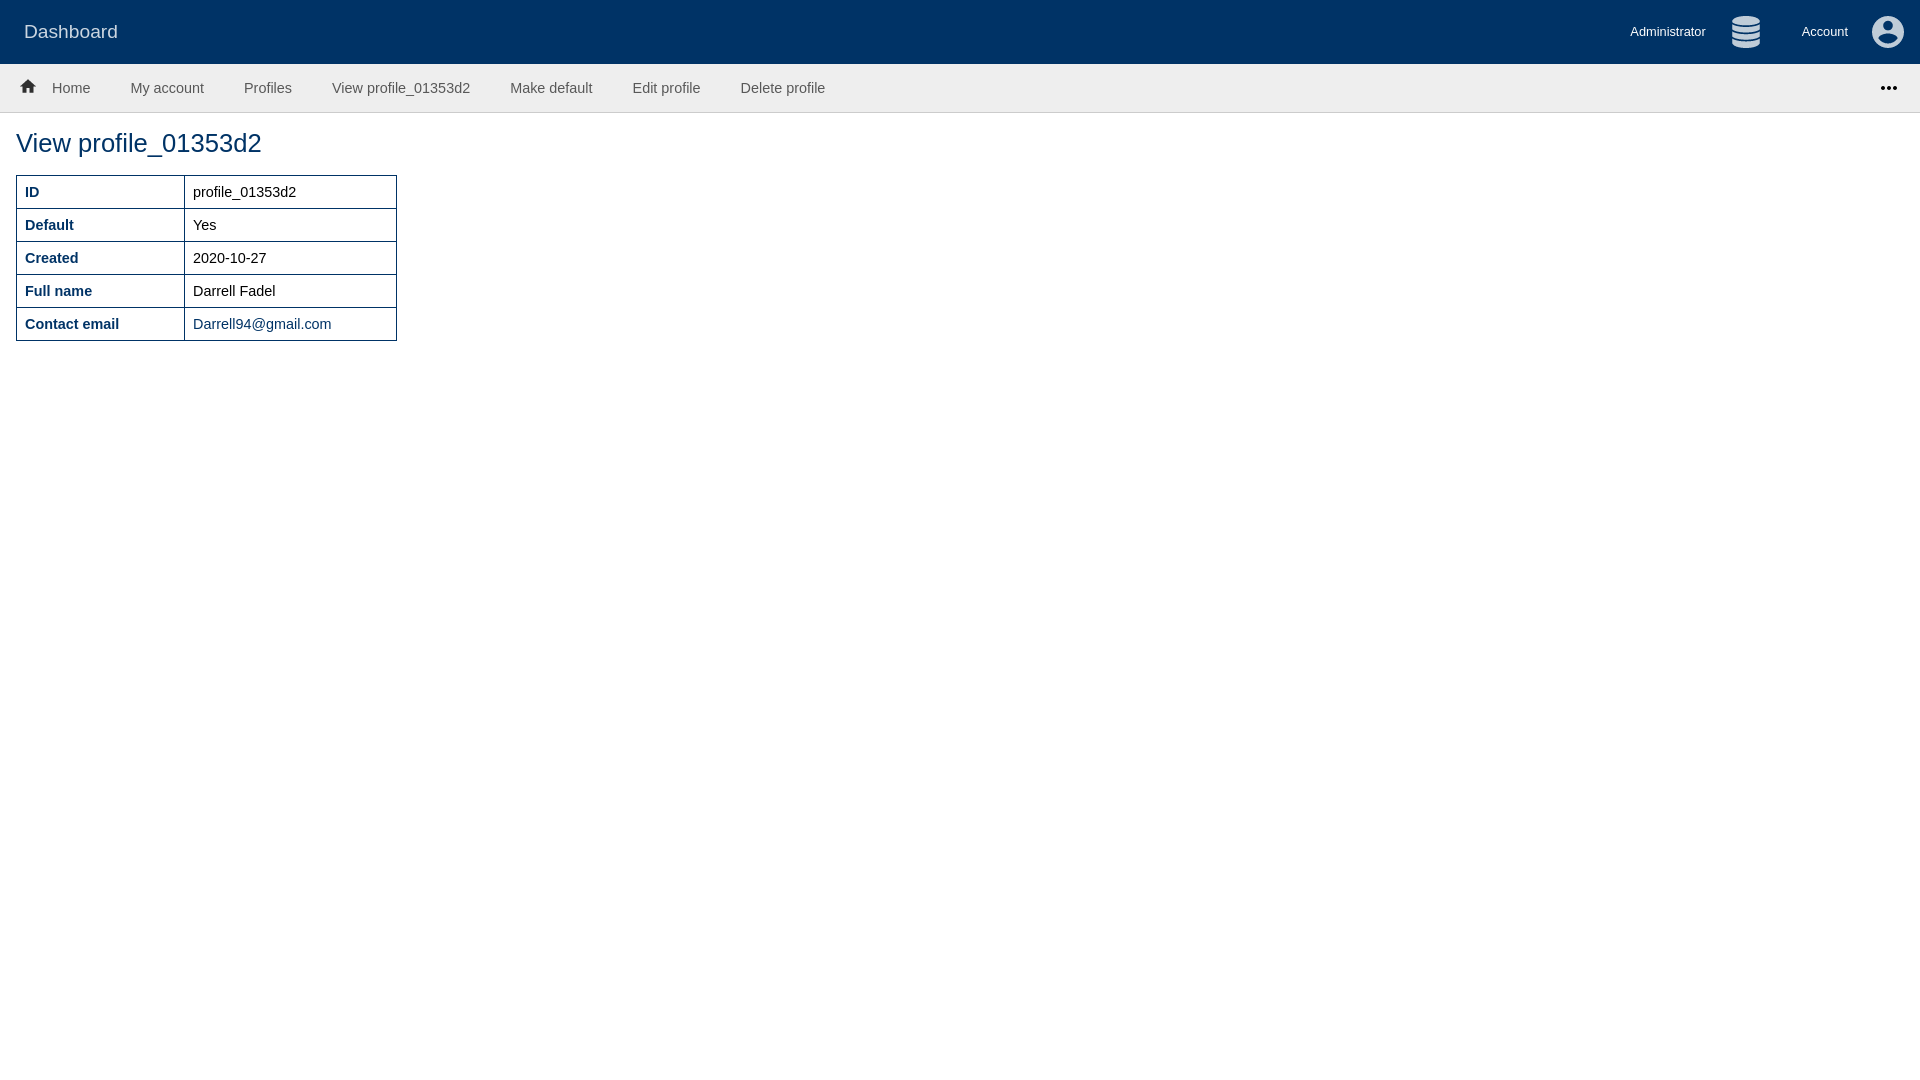 Dashboard
Administrator
Account
Home
My account
Profiles
View profile_01353d2
Make default
Edit profile
Delete profile
View profile_01353d2
ID profile_01353d2
Default Yes
Created 2020-10-27
Full name Darrell Fadel
Contact email Darrell94@gmail.com